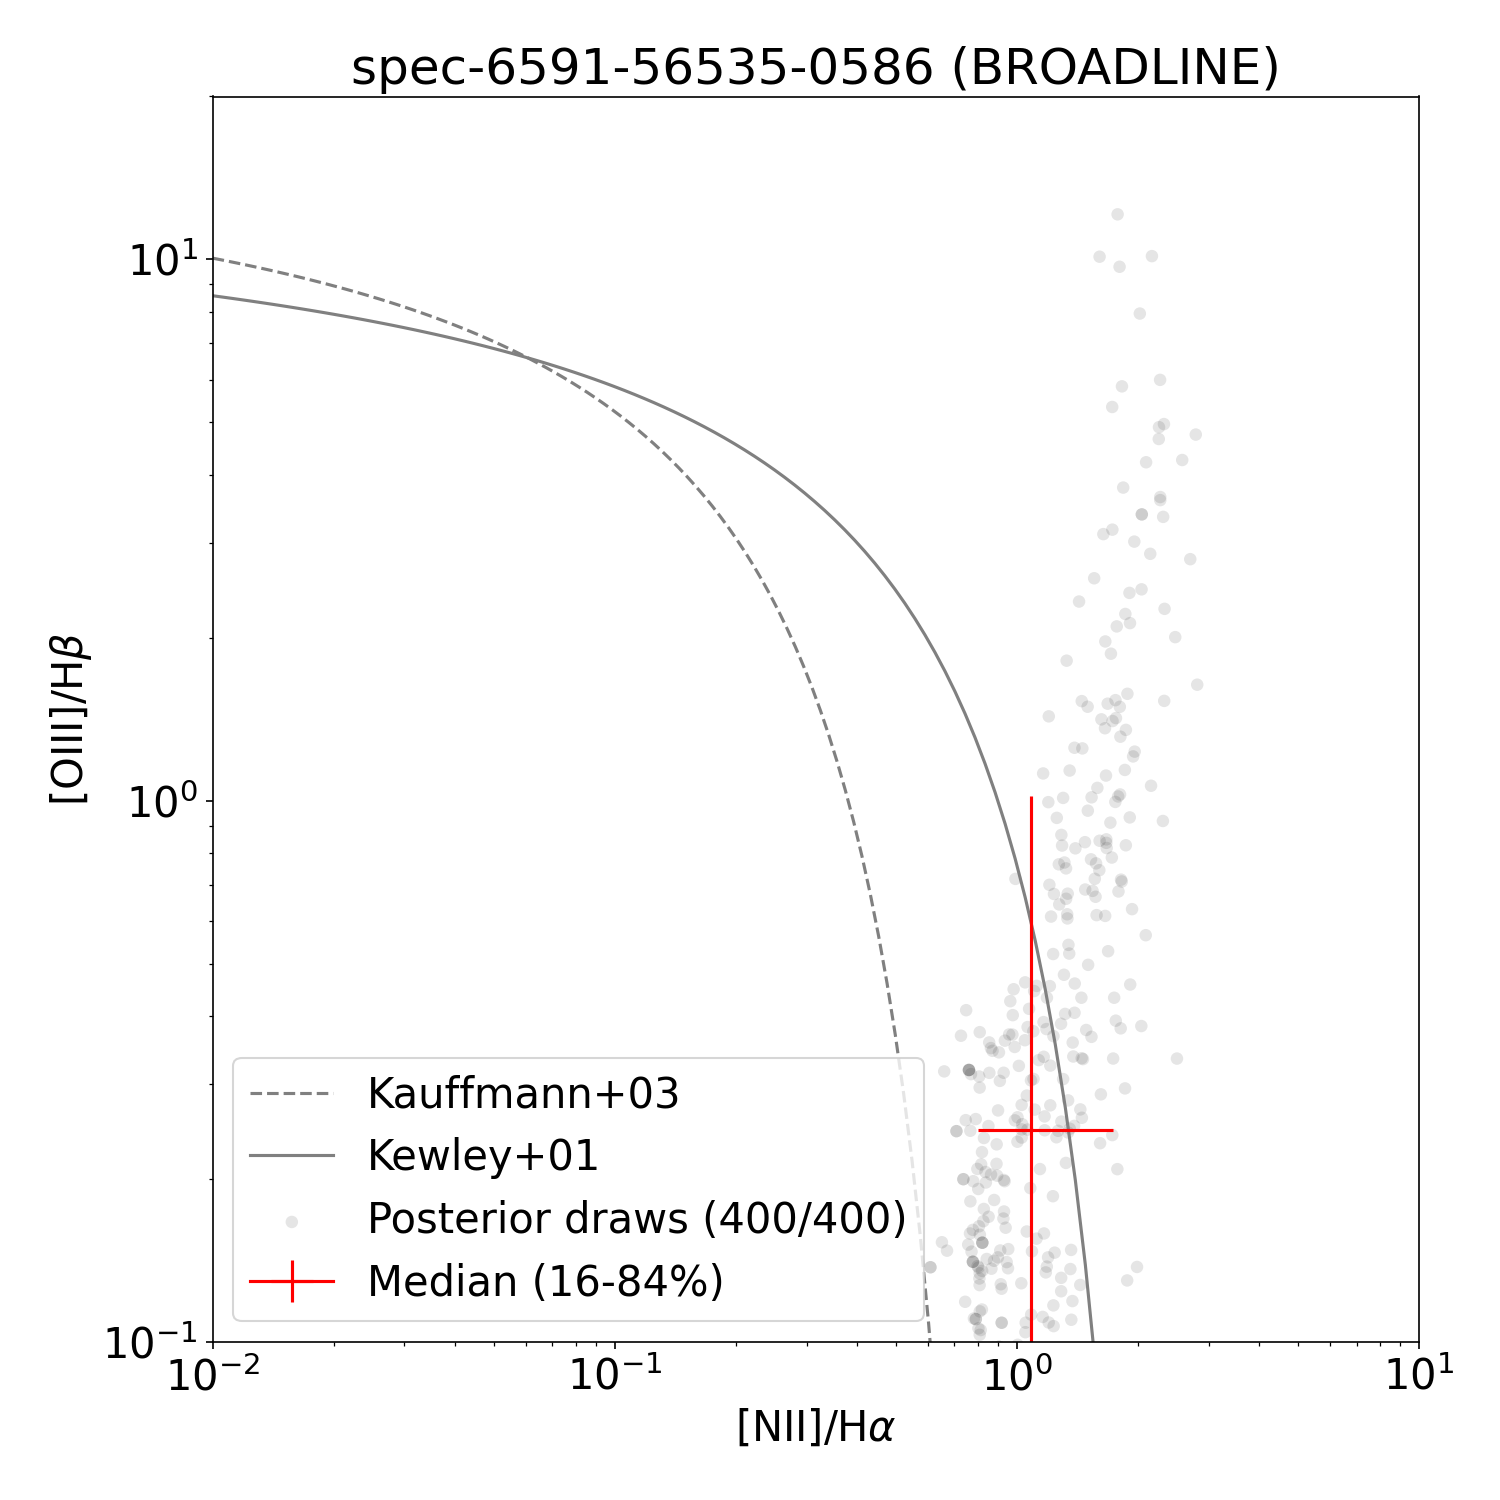 spec-6591-56535-0586 (BROADLINE)
[OIII]/Hβ
10¹
10⁰
10⁻¹
Kauffmann+03
Kewley+01
Posterior draws (400/400)
Median (16-84%)
10⁻² 10⁻¹ 10⁰ 10¹
[NII]/Hα